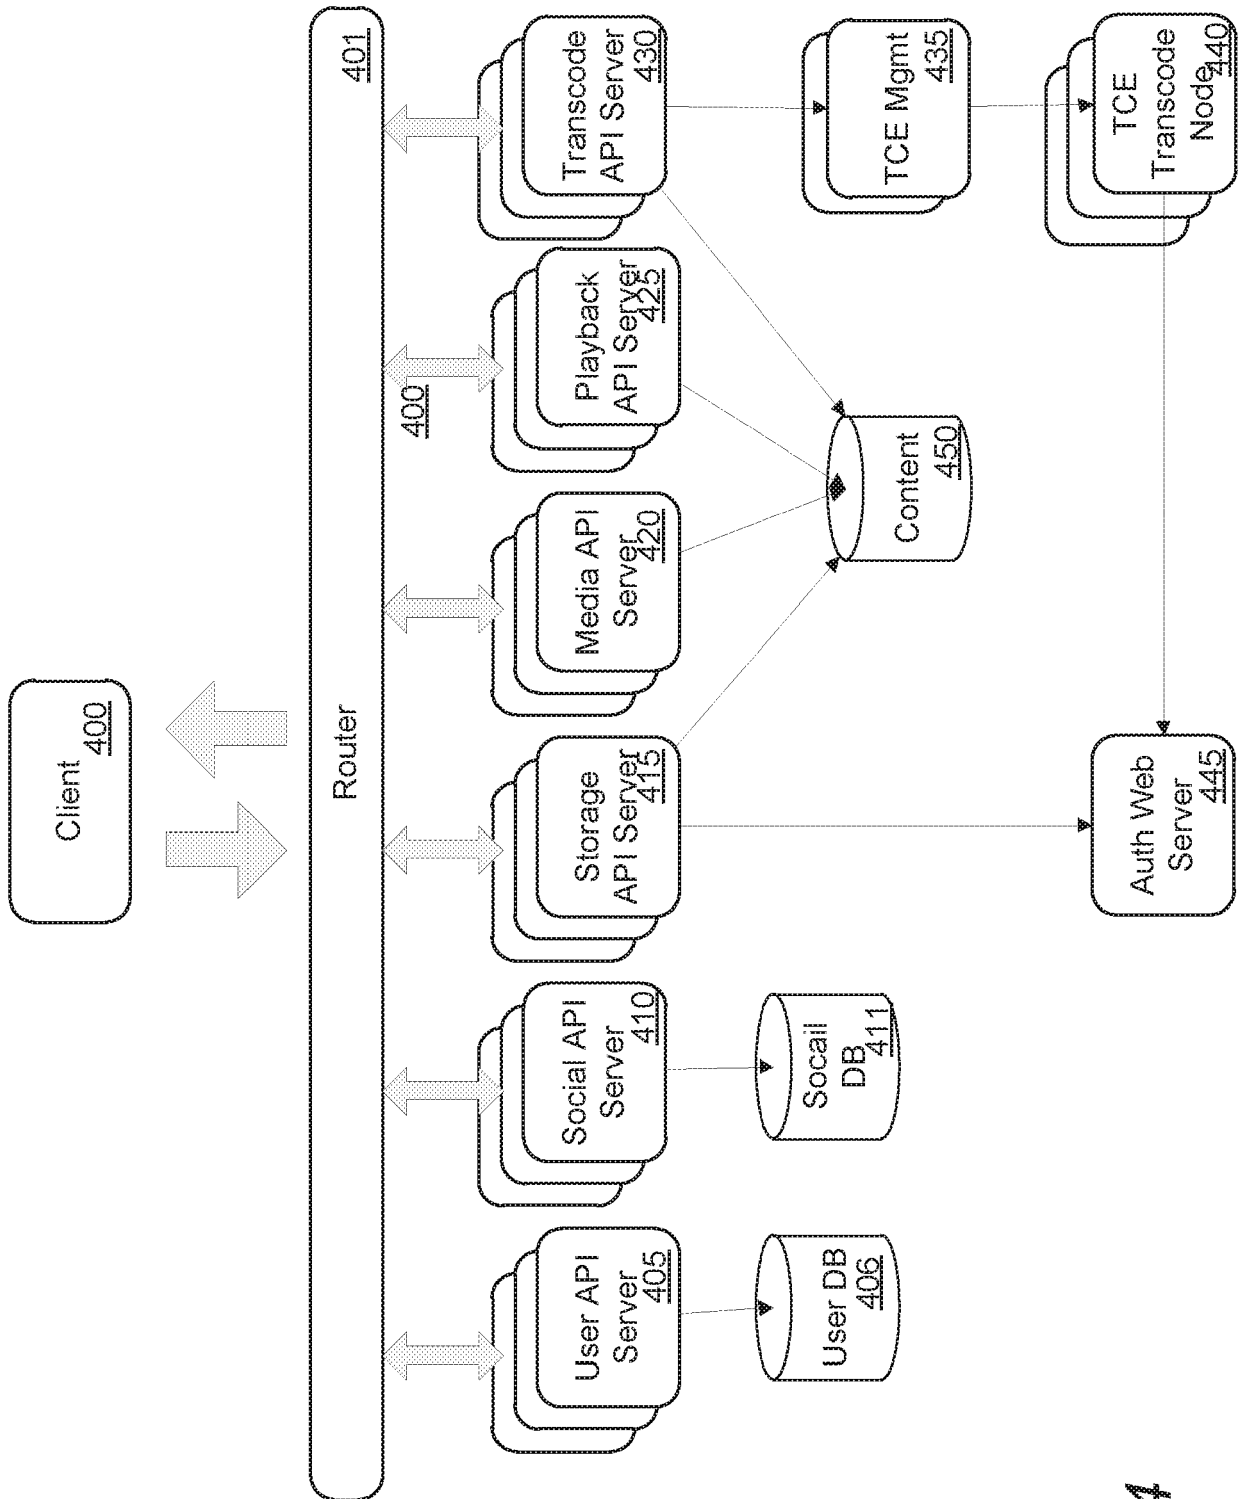 Client
400
Router
401
400
User API
Server
405
Social API
Server
410
Storage
API Server
415
Media API
Server
420
Playback
API Server
425
Transcode
API Server
430
User DB
406
Socail
DB
411
Content
450
TCE Mgmt
435
Auth Web
Server
445
TCE
Transcode
Node
440
4